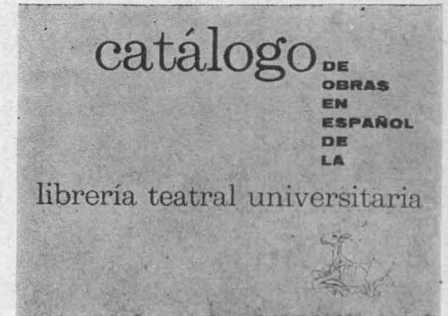 catálogo DE
OBRAS
EN
ESPAÑOL
DE
LA
librería teatral universitaria